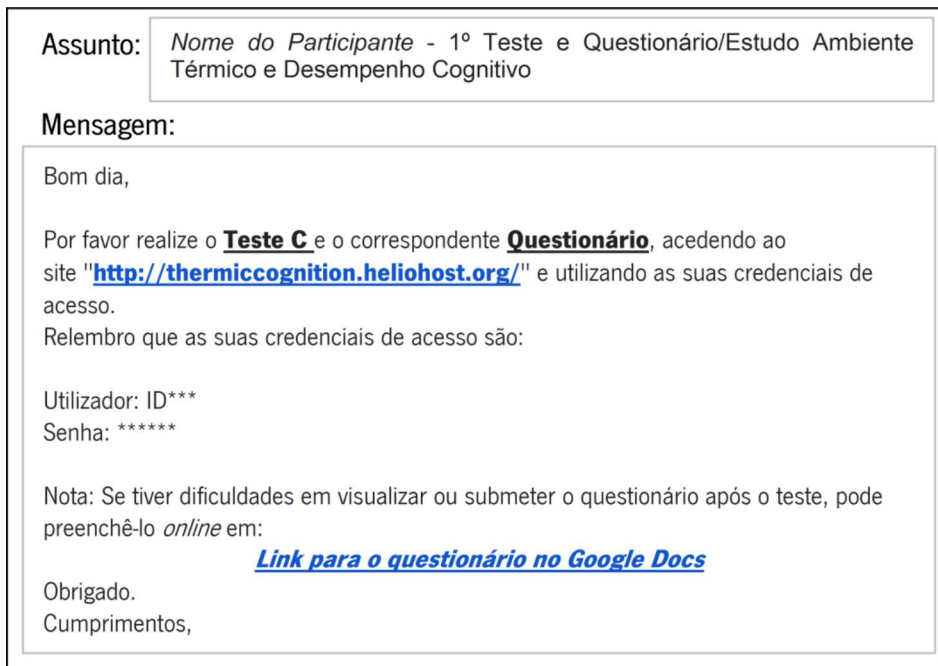 Assunto:
Nome do Participante - 1º Teste e Questionário/Estudo Ambiente
Térmico e Desempenho Cognitivo
Mensagem:
Bom dia,
Por favor realize o Teste C e o correspondente Questionário, acedendo ao
site "http://thermiccognition.heliohost.org/" e utilizando as suas credenciais de
acesso.
Relembro que as suas credenciais de acesso são:
Utilizador: ID***
Senha: ******
Nota: Se tiver dificuldades em visualizar ou submeter o questionário após o teste, pode
preenchê-lo online em:
Link para o questionário no Google Docs
Obrigado.
Cumprimentos,